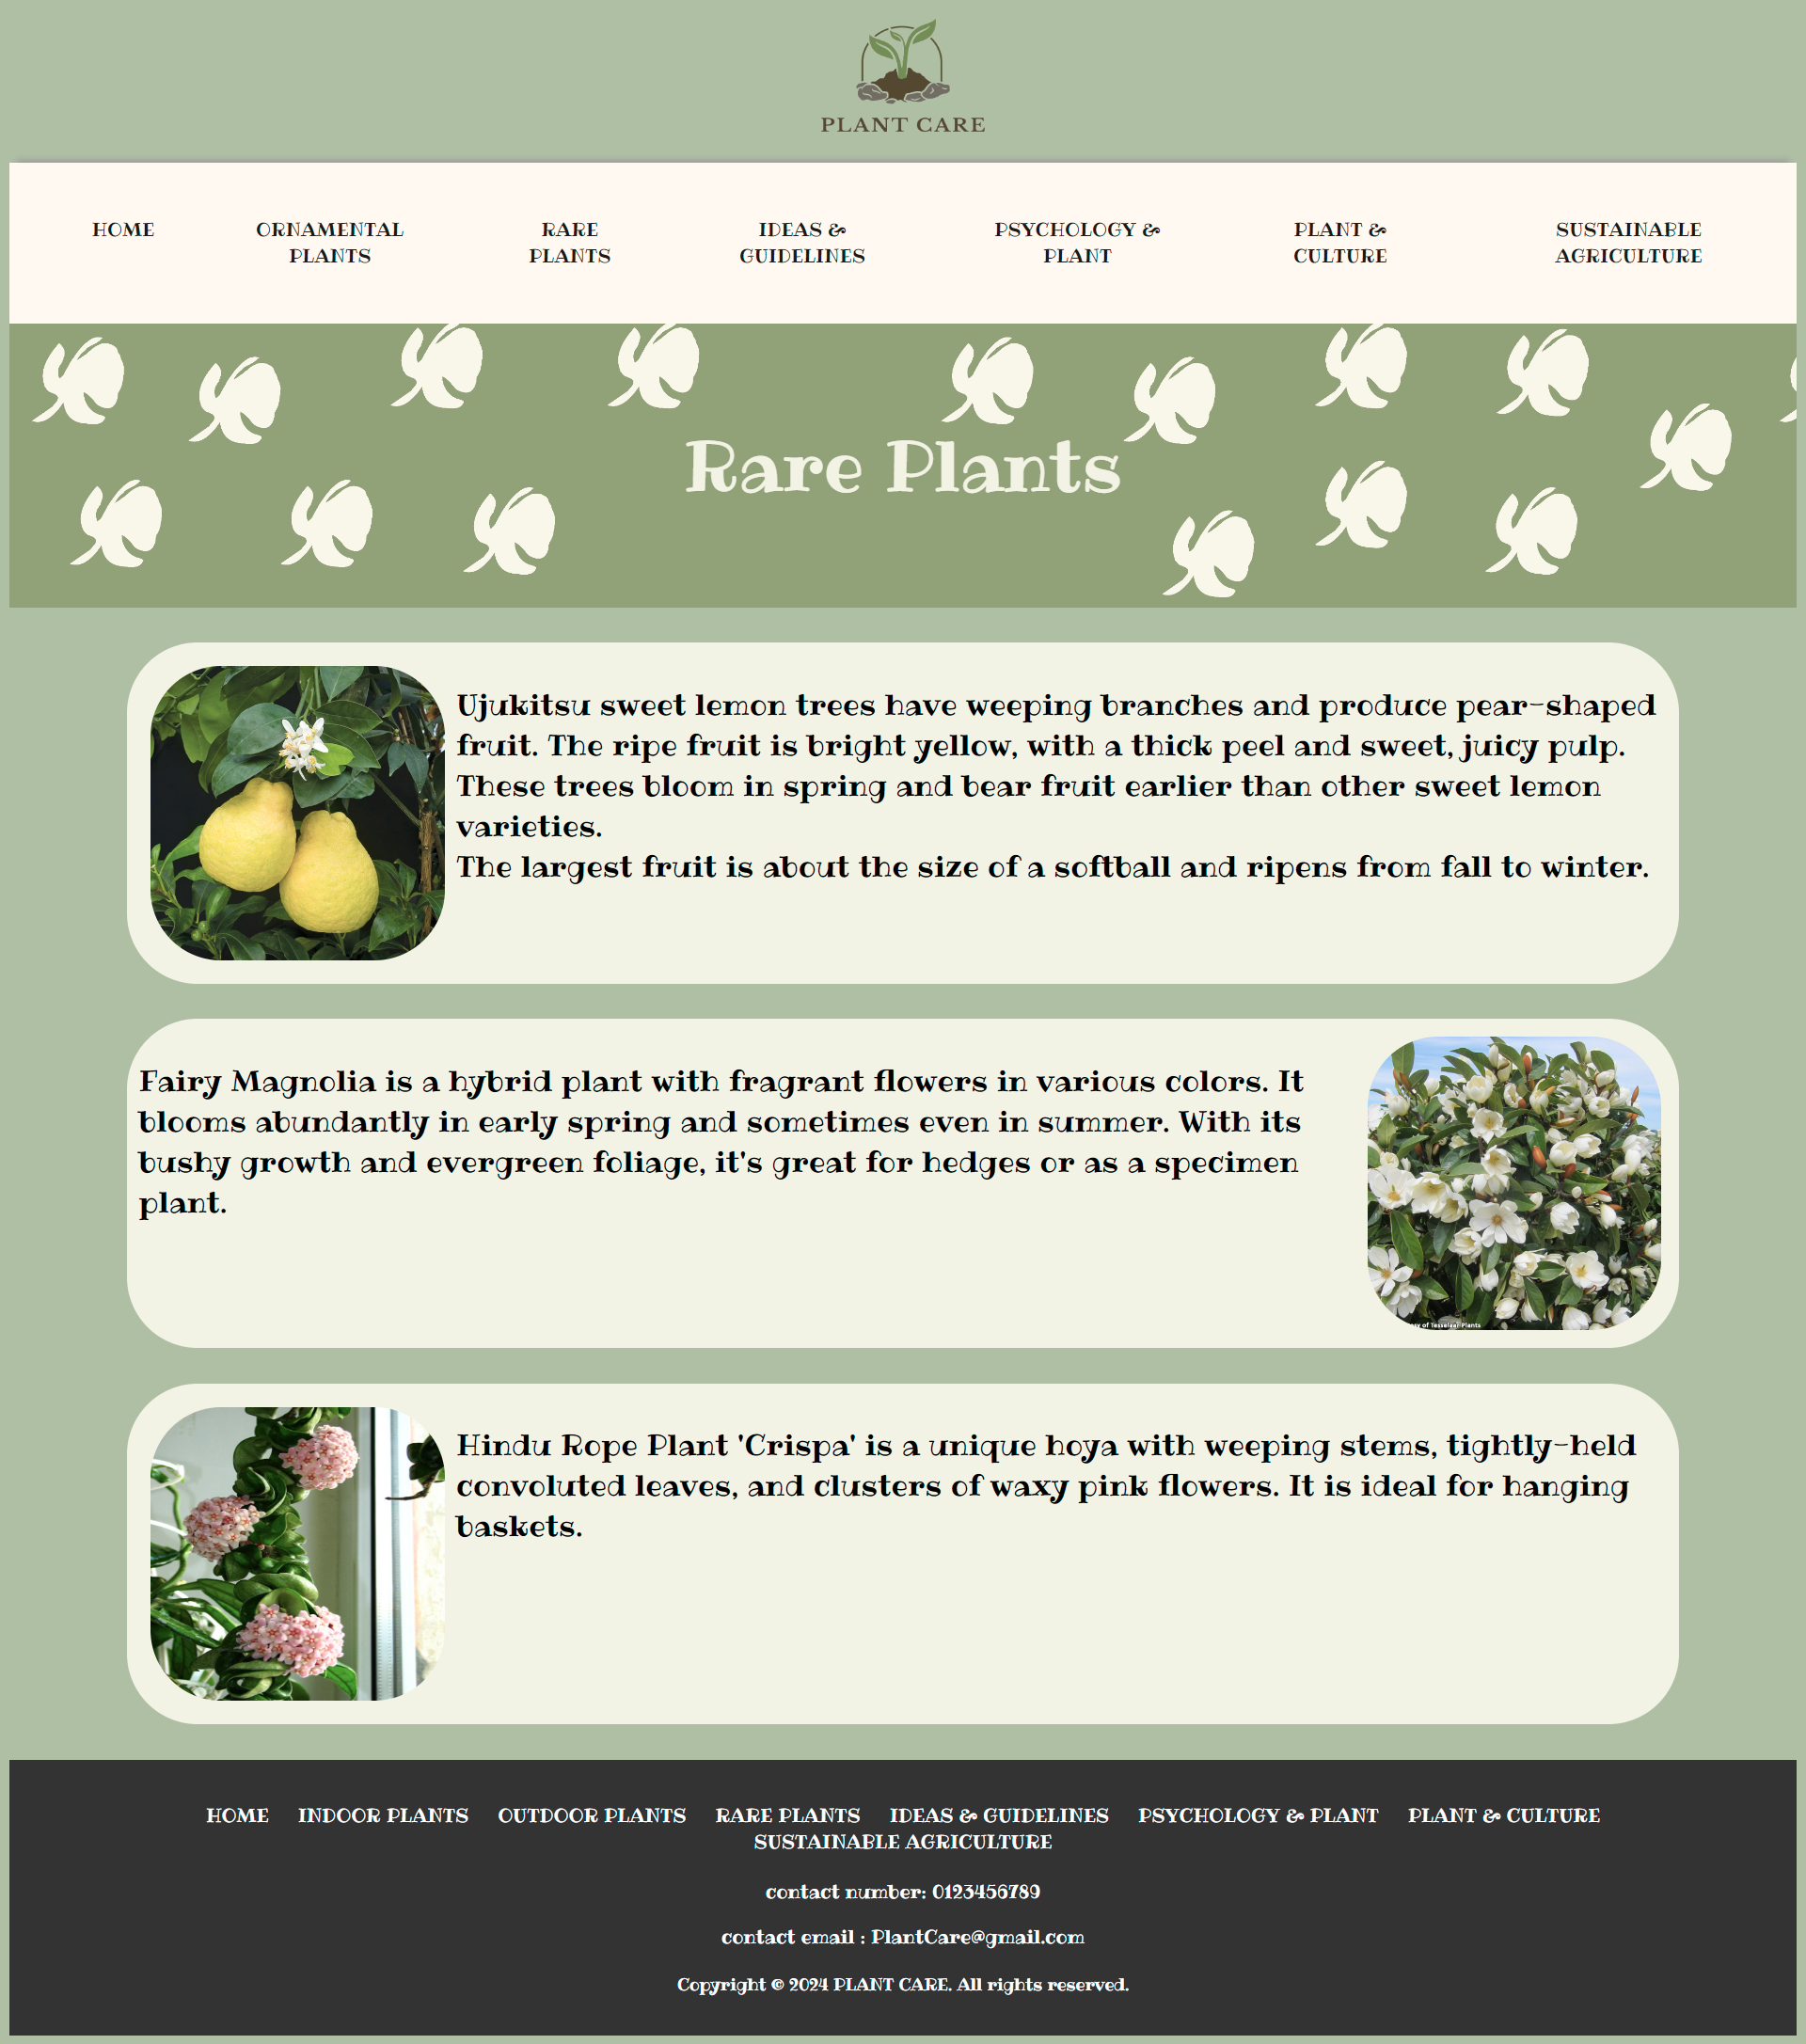 PLANT CARE
HOME
ORNAMENTAL
PLANTS
RARE
PLANTS
IDEAS &
GUIDELINES
PSYCHOLOGY &
PLANT
PLANT &
CULTURE
SUSTAINABLE
AGRICULTURE
Rare Plants
Ujukitsu sweet lemon trees have weeping branches and produce pear-shaped
fruit. The ripe fruit is bright yellow, with a thick peel and sweet, juicy pulp.
These trees bloom in spring and bear fruit earlier than other sweet lemon
varieties.
The largest fruit is about the size of a softball and ripens from fall to winter.
Fairy Magnolia is a hybrid plant with fragrant flowers in various colors. It
blooms abundantly in early spring and sometimes even in summer. With its
bushy growth and evergreen foliage, it's great for hedges or as a specimen
plant.
of Tesselaar Plants
Hindu Rope Plant 'Crispa' is a unique hoya with weeping stems, tightly-held
convoluted leaves, and clusters of waxy pink flowers. It is ideal for hanging
baskets.
HOME INDOOR PLANTS OUTDOOR PLANTS RARE PLANTS IDEAS & GUIDELINES PSYCHOLOGY & PLANT PLANT & CULTURE
SUSTAINABLE AGRICULTURE
contact number: 0123456789
contact email : PlantCare@gmail.com
Copyright © 2024 PLANT CARE. All rights reserved.